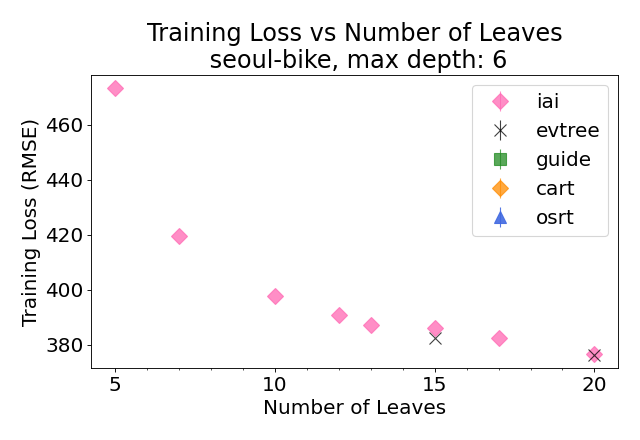 Training Loss vs Number of Leaves
seoul-bike, max depth: 6
Training Loss (RMSE)
460
440
420
400
380
5
10
15
20
Number of Leaves
iai
evtree
guide
cart
osrt